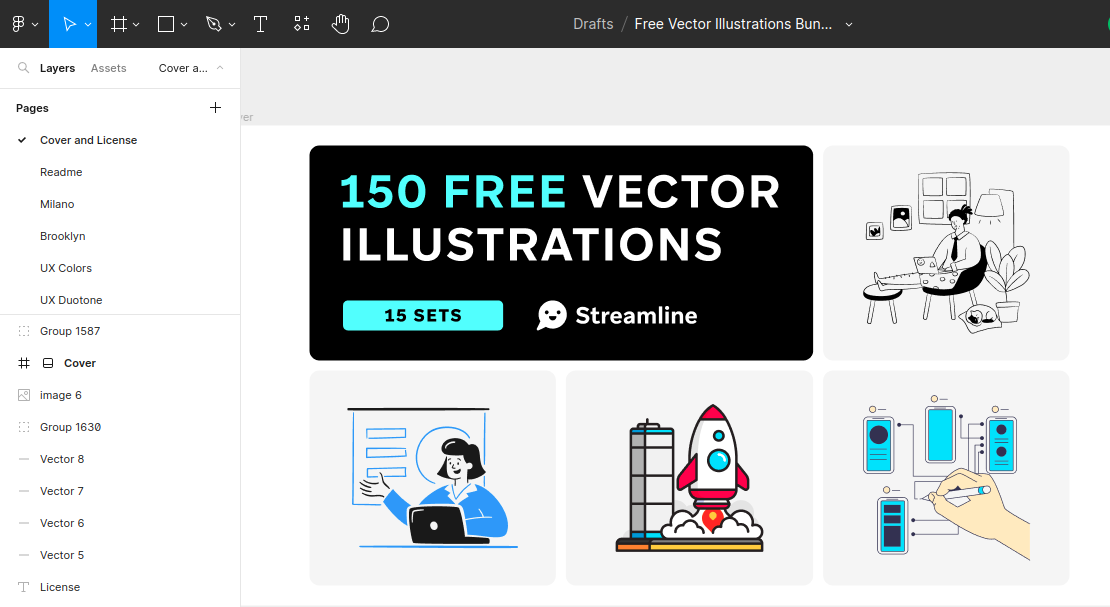 Drafts / Free Vector Illustrations Bun...
Layers Assets Cover a...
Pages
Cover and License
Readme
Milano
Brooklyn
UX Colors
UX Duotone
Group 1587
Cover
image 6
Group 1630
Vector 8
Vector 7
Vector 6
Vector 5
License
ver
150 FREE VECTOR
ILLUSTRATIONS
15 SETS
Streamline